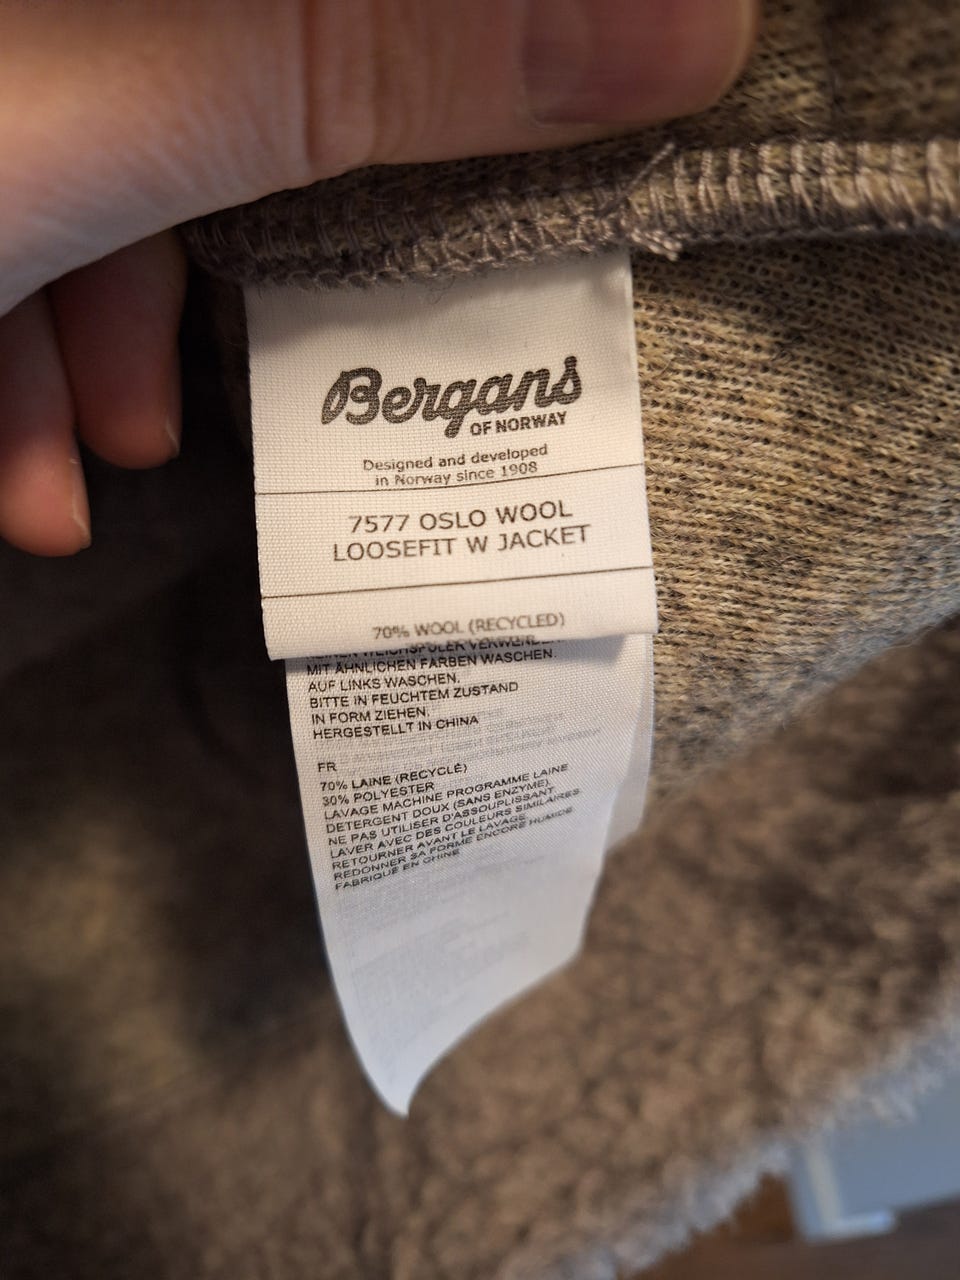 Bergans
OF NORWAY
Designed and developed
in Norway since 1908
7577 OSLO WOOL
LOOSEFIT W JACKET
70% WOOL (RECYCLED)
KEINEN WEICHSPÜLER VERWENDEN.
MIT ÄHNLICHEN FARBEN WASCHEN.
AUF LINKS WASCHEN.
BITTE IN FEUCHTEM ZUSTAND
IN FORM ZIEHEN.
HERGESTELLT IN CHINA
FR
70% LAINE (RECYCLÉ)
30% POLYESTER
LAVAGE MACHINE PROGRAMME LAINE
DETERGENT DOUX (SANS ENZYME).
NE PAS UTILISER D'ASSOUPLISSANT
LAVER AVEC DES COULEURS SIMILAIRES
RETOURNER AVANT LE LAVAGE
REDONNER SA FORME ENCORE HUMIDE
FABRIQUE EN CHINE